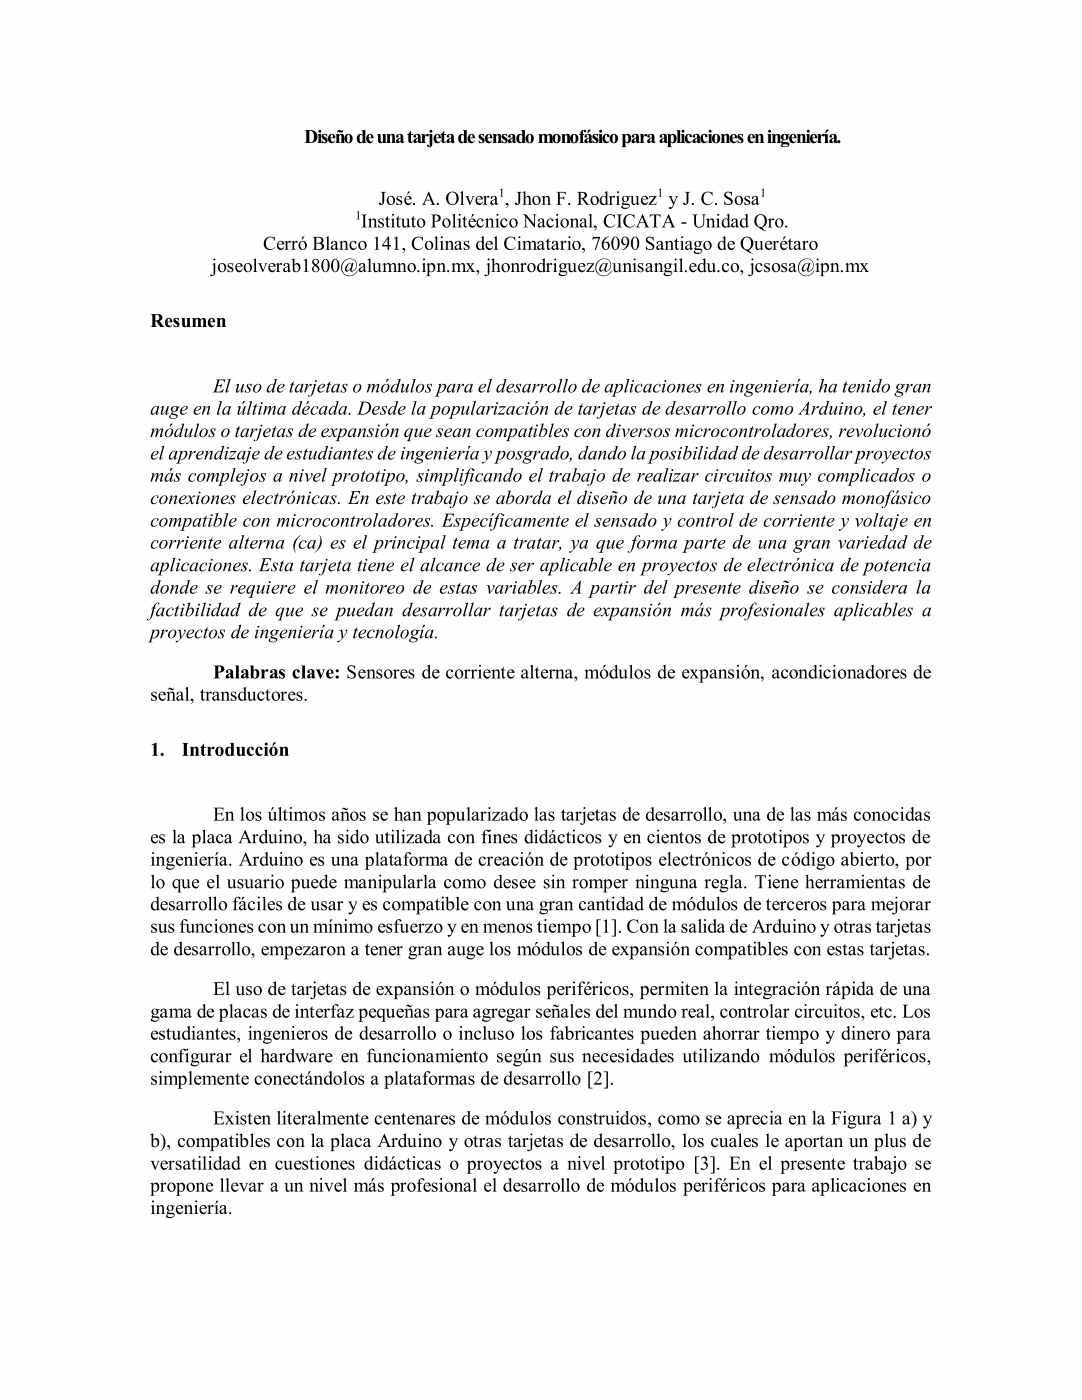 Diseño de una tarjeta de sensado monofásico para aplicaciones en ingeniería.
José. A. Olvera1, Jhon F. Rodriguez1 y J. C. Sosa1
1Instituto Politécnico Nacional, CICATA - Unidad Qro.
Cerró Blanco 141, Colinas del Cimatario, 76090 Santiago de Querétaro
joseolverab1800@alumno.ipn.mx, jhonrodriguez@unisangil.edu.co, jcsosa@ipn.mx
Resumen
El uso de tarjetas o módulos para el desarrollo de aplicaciones en ingeniería, ha tenido gran
auge en la última década. Desde la popularización de tarjetas de desarrollo como Arduino, el tener
módulos o tarjetas de expansión que sean compatibles con diversos microcontroladores, revolucionó
el aprendizaje de estudiantes de ingeniería y posgrado, dando la posibilidad de desarrollar proyectos
más complejos a nivel prototipo, simplificando el trabajo de realizar circuitos muy complicados o
conexiones electrónicas. En este trabajo se aborda el diseño de una tarjeta de sensado monofásico
compatible con microcontroladores. Específicamente el sensado y control de corriente y voltaje en
corriente alterna (ca) es el principal tema a tratar, ya que forma parte de una gran variedad de
aplicaciones. Esta tarjeta tiene el alcance de ser aplicable en proyectos de electrónica de potencia
donde se requiere el monitoreo de estas variables. A partir del presente diseño se considera la
factibilidad de que se puedan desarrollar tarjetas de expansión más profesionales aplicables a
proyectos de ingeniería y tecnología.
Palabras clave: Sensores de corriente alterna, módulos de expansión, acondicionadores de
señal, transductores.
1. Introducción
En los últimos años se han popularizado las tarjetas de desarrollo, una de las más conocidas
es la placa Arduino, ha sido utilizada con fines didácticos y en cientos de prototipos y proyectos de
ingeniería. Arduino es una plataforma de creación de prototipos electrónicos de código abierto, por
lo que el usuario puede manipularla como desee sin romper ninguna regla. Tiene herramientas de
desarrollo fáciles de usar y es compatible con una gran cantidad de módulos de terceros para mejorar
sus funciones con un mínimo esfuerzo y en menos tiempo [1]. Con la salida de Arduino y otras tarjetas
de desarrollo, empezaron a tener gran auge los módulos de expansión compatibles con estas tarjetas.
El uso de tarjetas de expansión o módulos periféricos, permiten la integración rápida de una
gama de placas de interfaz pequeñas para agregar señales del mundo real, controlar circuitos, etc. Los
estudiantes, ingenieros de desarrollo o incluso los fabricantes pueden ahorrar tiempo y dinero para
configurar el hardware en funcionamiento según sus necesidades utilizando módulos periféricos,
simplemente conectándolos a plataformas de desarrollo [2].
Existen literalmente centenares de módulos construidos, como se aprecia en la Figura 1 a) y
b), compatibles con la placa Arduino y otras tarjetas de desarrollo, los cuales le aportan un plus de
versatilidad en cuestiones didácticas o proyectos a nivel prototipo [3]. En el presente trabajo se
propone llevar a un nivel más profesional el desarrollo de módulos periféricos para aplicaciones en
ingeniería.